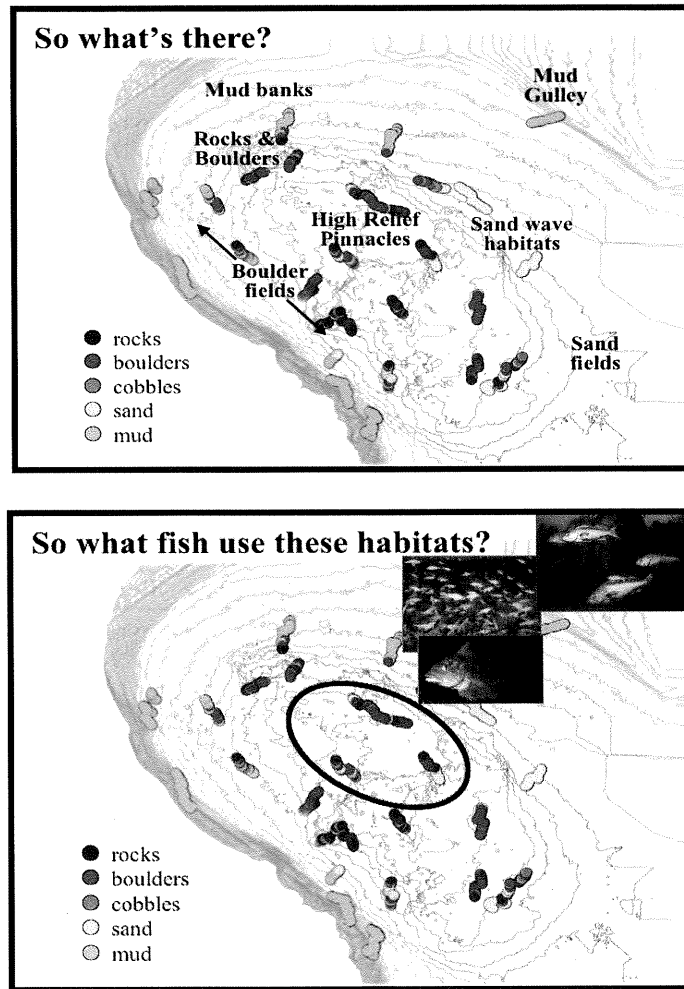 So what's there?
Mud banks
Mud
Gulley
Rocks &
Boulders
High Relief
Pinnacles
Sand wave
habitats
Boulder
fields
Sand
fields
rocks
boulders
cobbles
sand
mud
So what fish use these habitats?
rocks
boulders
cobbles
sand
mud